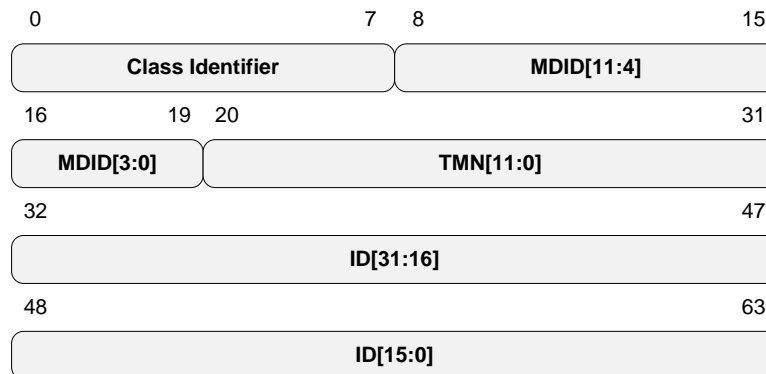 0 7 8 15
Class Identifier MDID[11:4]
16 19 20 31
MDID[3:0] TMN[11:0]
32 47
ID[31:16]
48 63
ID[15:0]